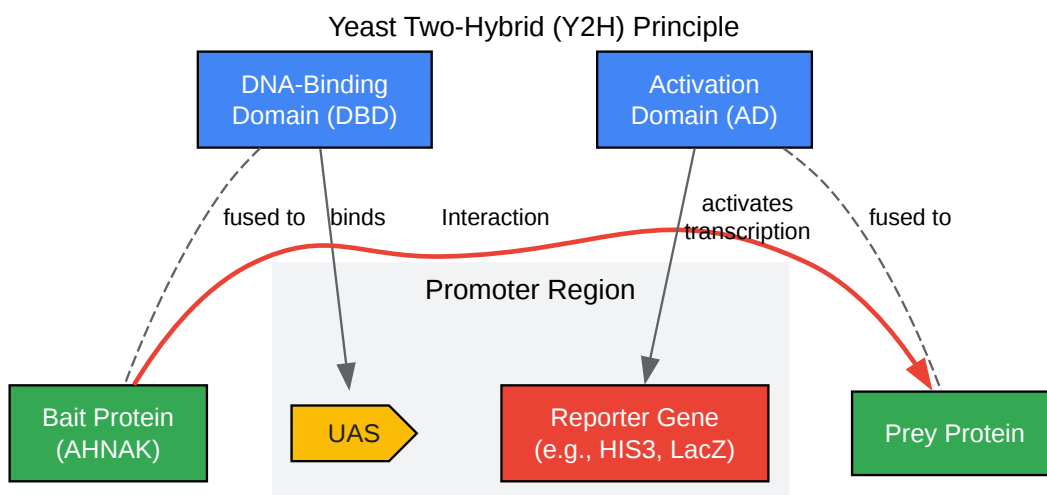 Yeast Two-Hybrid (Y2H) Principle
DNA-Binding
Domain (DBD)
Activation
Domain (AD)
fused to
binds
Interaction
activates
transcription
fused to
Promoter Region
Bait Protein
(AHNAK)
UAS
Reporter Gene
(e.g., HIS3, LacZ)
Prey Protein